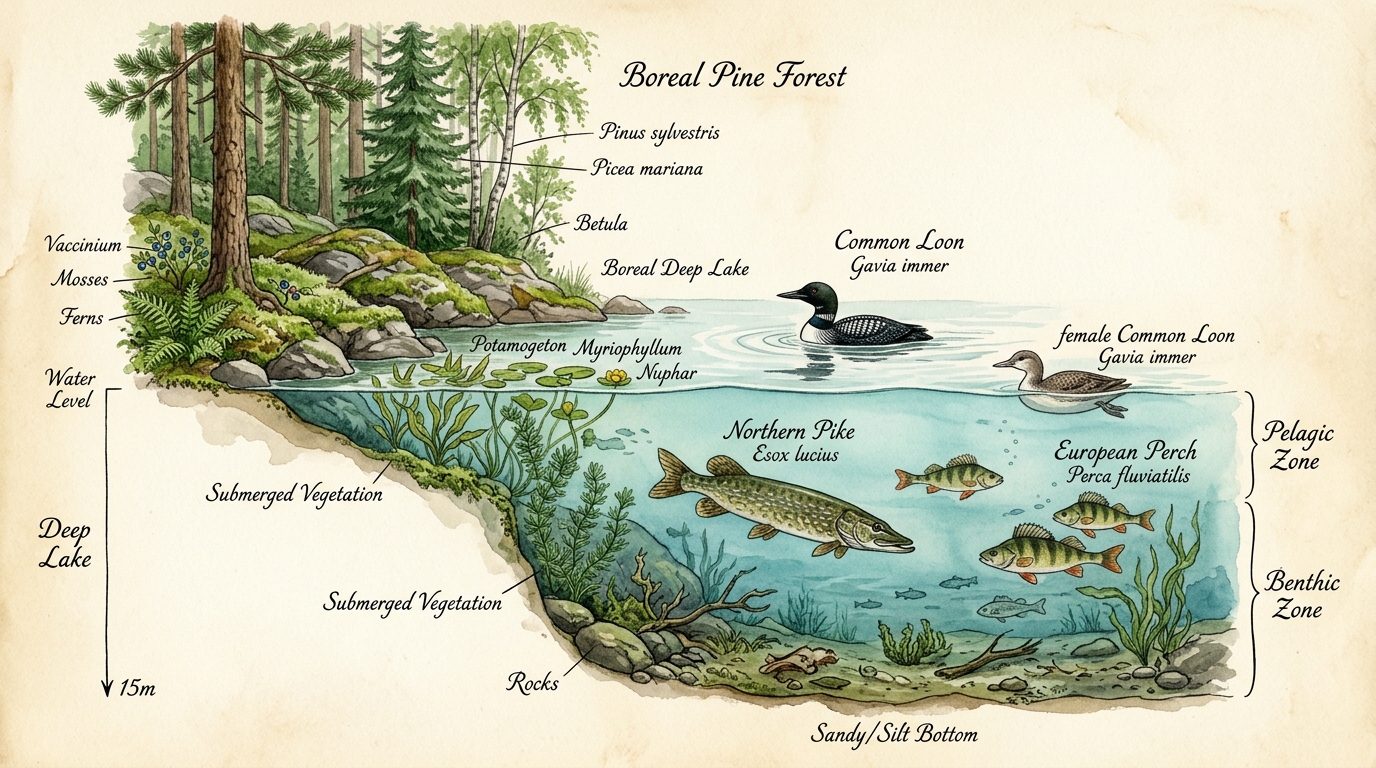 Boreal Pine Forest
Pinus sylvestris
Picea mariana
Betula
Vaccinium
Mosses
Ferns
Boreal Deep Lake
Common Loon
Gavia immer
female Common Loon
Gavia immer
Potamogeton
Myriophyllum
Nuphar
Water
Level
Northern Pike
Esox lucius
European Perch
Perca fluviatilis
Pelagic
Zone
Submerged Vegetation
Deep
Lake
Submerged Vegetation
Benthic
Zone
Rocks
15m
Sandy/Silt Bottom